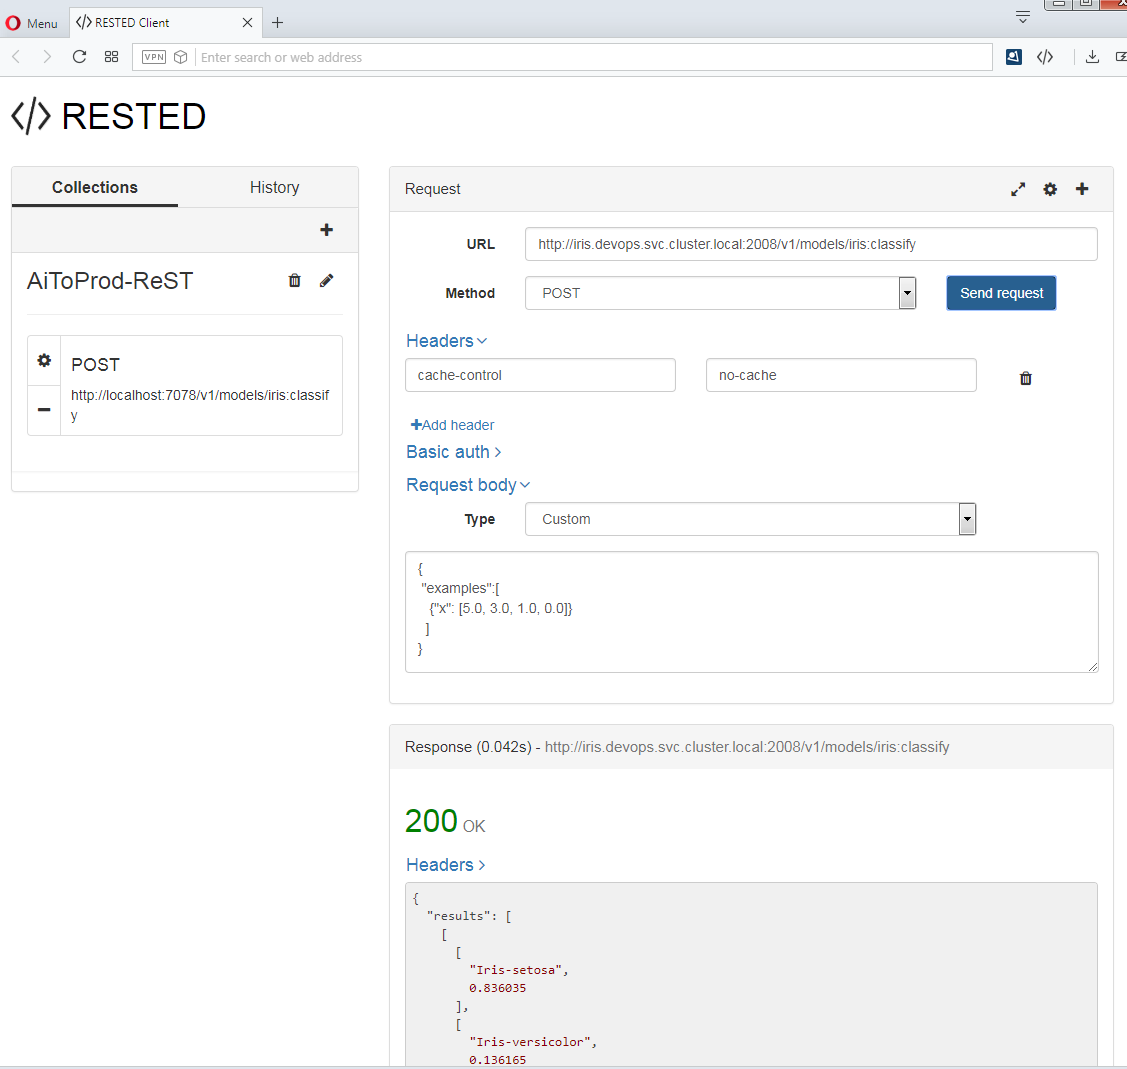 Menu
</> RESTED Client
VPN
Enter search or web address
</>
</> RESTED
Collections
History
AiToProd-ReST
POST
http://localhost:7078/v1/models/iris:classif
y
Request
URL
http://iris.devops.svc.cluster.local:2008/v1/models/iris:classify
Method
POST
Send request
Headers
cache-control
no-cache
Add header
Basic auth
Request body
Type
Custom
{
"examples":[
{"x": [5.0, 3.0, 1.0, 0.0]}
]
}
Response (0.042s) - http://iris.devops.svc.cluster.local:2008/v1/models/iris:classify
200 OK
Headers
{
"results": [
[
[
"Iris-setosa",
0.836035
],
[
"Iris-versicolor",
0.136165